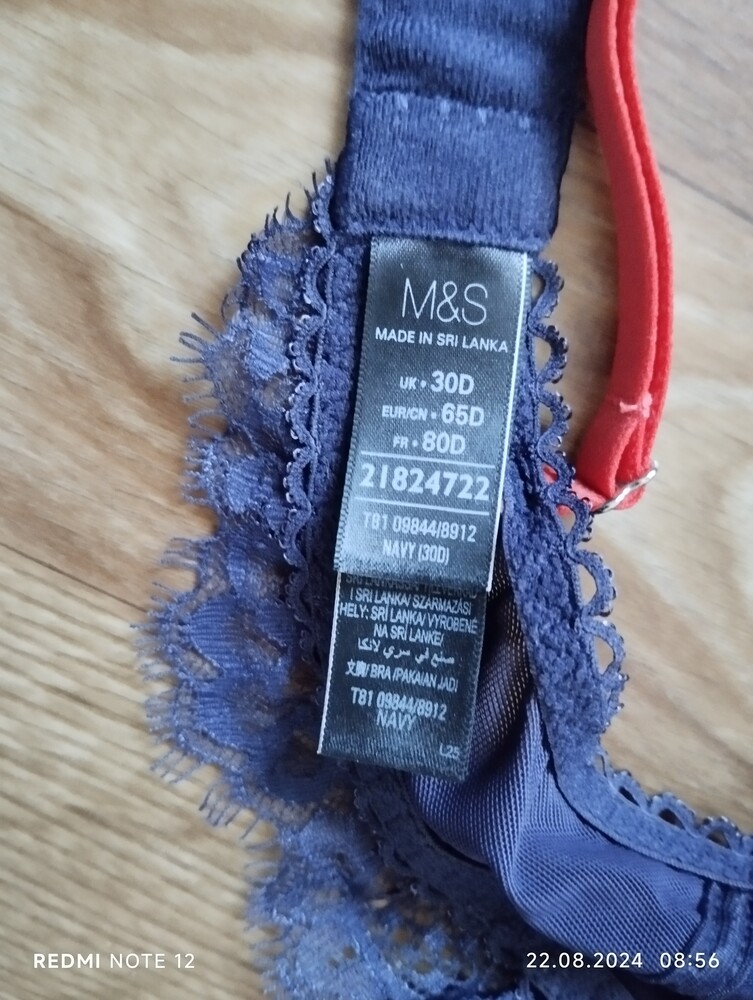 M&S
MADE IN SRI LANKA
UK • 30D
EUR/CN • 65D
FR • 80D
21824722
T81 09844/8912
NAVY (30D)
I SRI LANKA/ SZÁRMAZÁSI
HELY: SRÍ LANKA/ VYROBENÉ
NA SRÍ LANKE/
صنع في سري لانكا
文胸/ BRA /PAKAIAN JADI
T81 09844/8912
NAVY
L25
REDMI NOTE 12
22.08.2024 08:56